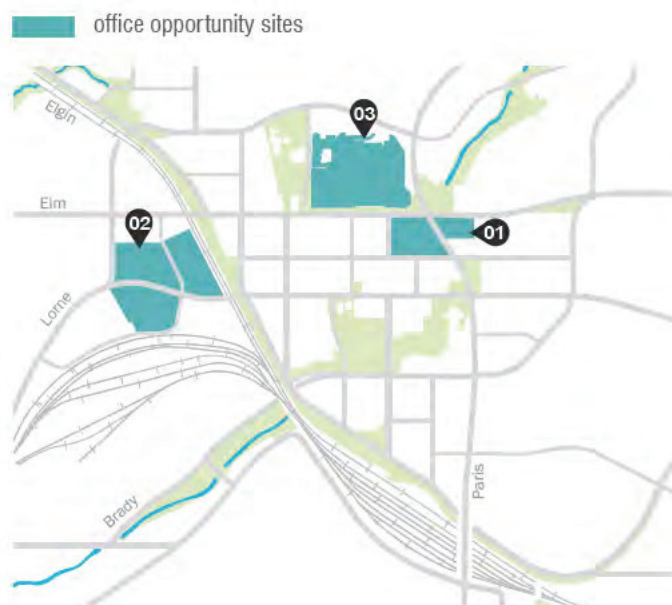 office opportunity sites
Elgin
03
Elm
02
01
Lorne
Paris
Brady